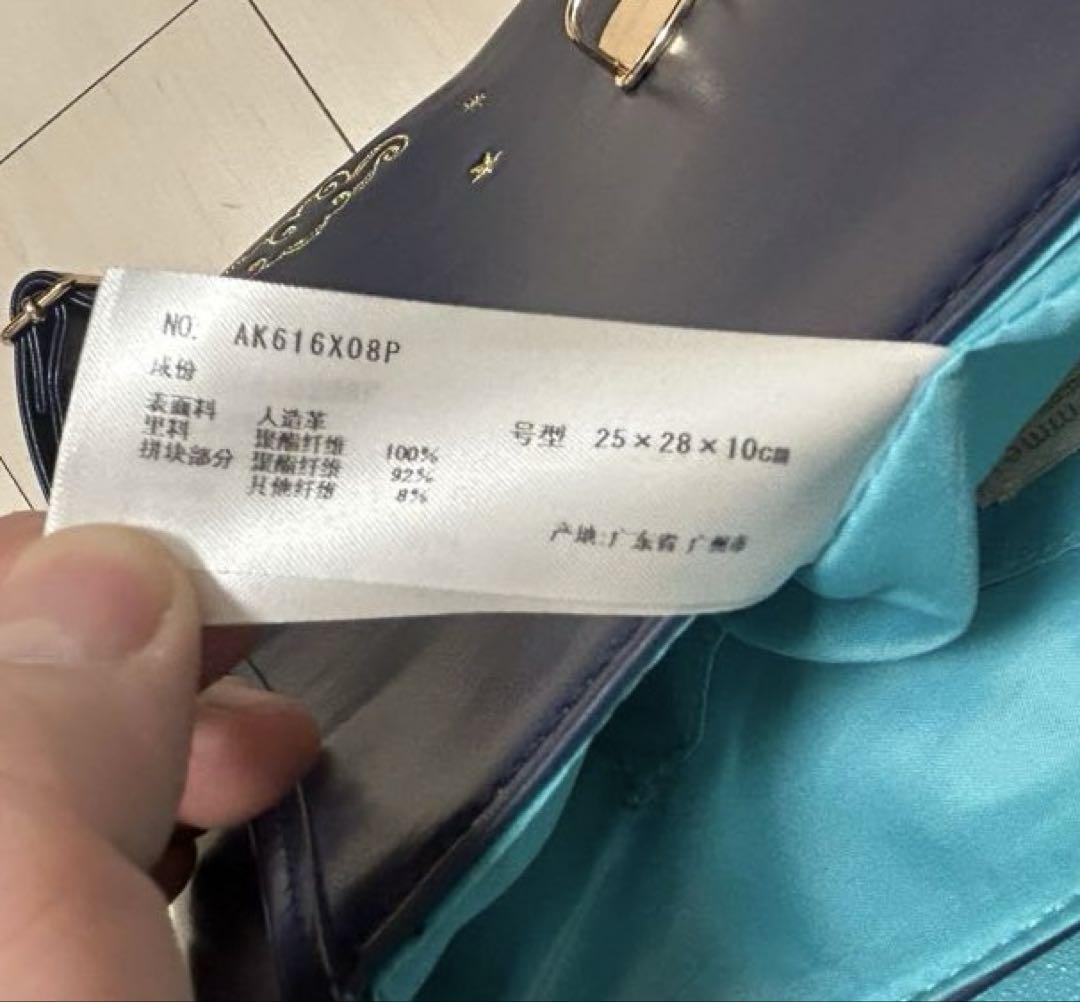 NO: AK616X08P
成份
表面料 人造革
里料 聚酯纤维 100%
拼块部分 聚酯纤维 92%
其他纤维 8%
号型 25×28×10cm
产地:广东省 广州市